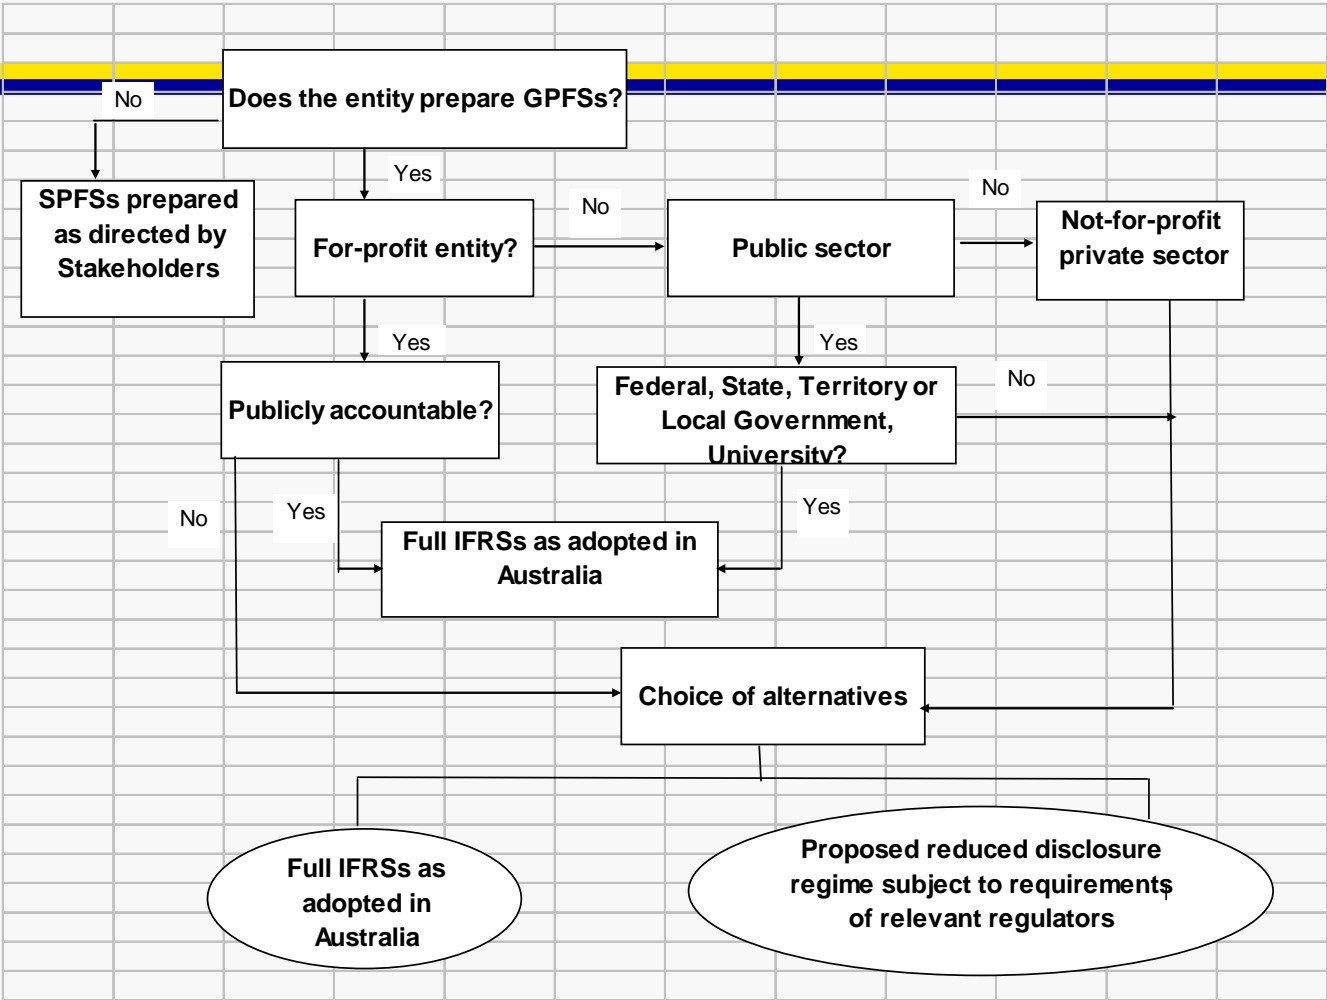 Does the entity prepare GPFSs?
No
Yes
SPFSs prepared
as directed by
Stakeholders
For-profit entity?
No
Public sector
No
Not-for-profit
private sector
Yes
Yes
Publicly accountable?
Federal, State, Territory or
Local Government,
University?
No
No
Yes
Yes
Full IFRSs as adopted in
Australia
Choice of alternatives
Full IFRSs as
adopted in
Australia
Proposed reduced disclosure
regime subject to requirements
of relevant regulators